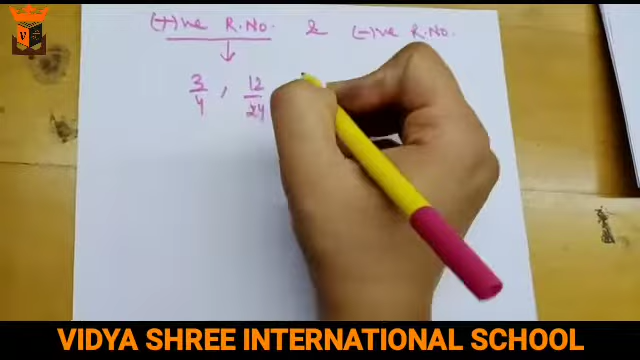 (+)ve R.No. & (-)ve R.No.
↓
3/4 , 12/24
VIDYA SHREE INTERNATIONAL SCHOOL